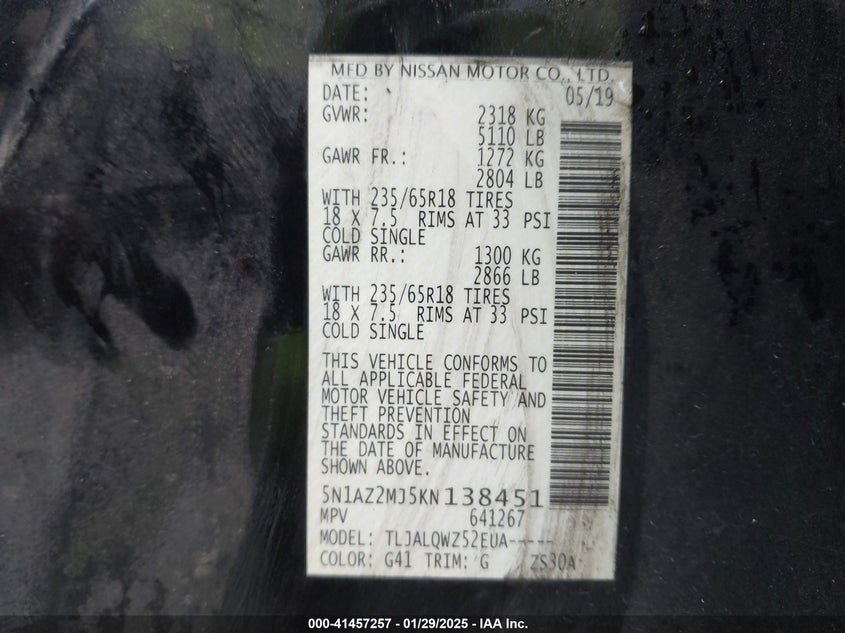 MFD BY NISSAN MOTOR CO., LTD.
DATE: 05/19
GVWR: 2318 KG
5110 LB
GAWR FR.: 1272 KG
2804 LB
WITH 235/65R18 TIRES
18 X 7.5 RIMS AT 33 PSI
COLD SINGLE
GAWR RR.: 1300 KG
2866 LB
WITH 235/65R18 TIRES
18 X 7.5 RIMS AT 33 PSI
COLD SINGLE
THIS VEHICLE CONFORMS TO
ALL APPLICABLE FEDERAL
MOTOR VEHICLE SAFETY AND
THEFT PREVENTION
STANDARDS IN EFFECT ON
THE DATE OF MANUFACTURE
SHOWN ABOVE.
5N1AZ2MJ5KN138451
MPV 641267
MODEL: TLJALQWZ52EUA-----
COLOR: G41 TRIM: G ZS30A
000-41457257 - 01/29/2025 - IAA Inc.